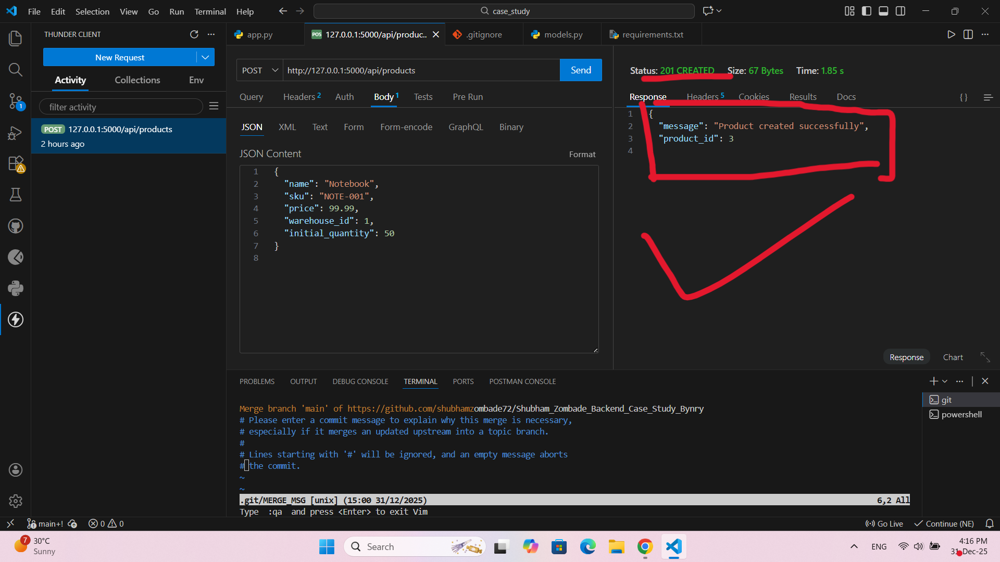 File Edit Selection View Go Run Terminal Help
case_study
THUNDER CLIENT
New Request
Activity Collections Env
filter activity
POST 127.0.0.1:5000/api/products
2 hours ago
app.py
POS 127.0.0.1:5000/api/produc..
.gitignore
models.py
requirements.txt
POST http://127.0.0.1:5000/api/products Send
Query Headers 2 Auth Body 1 Tests Pre Run
JSON XML Text Form Form-encode GraphQL Binary
JSON Content
Format
1 {
2 "name": "Notebook",
3 "sku": "NOTE-001",
4 "price": 99.99,
5 "warehouse_id": 1,
6 "initial_quantity": 50
7 }
8
Status: 201 CREATED Size: 67 Bytes Time: 1.85 s
Response Headers 5 Cookies Results Docs
{ }
1 {
2 "message": "Product created successfully",
3 "product_id": 3
4
Response Chart
PROBLEMS OUTPUT DEBUG CONSOLE TERMINAL PORTS POSTMAN CONSOLE
Merge branch 'main' of https://github.com/shubhamzombade72/Shubham_Zombade_Backend_Case_Study_Bynry
# Please enter a commit message to explain why this merge is necessary,
# especially if it merges an updated upstream into a topic branch.
#
# Lines starting with '#' will be ignored, and an empty message aborts
# the commit.
~
~
.git/MERGE_MSG [unix] (15:00 31/12/2025) 6,2 All
Type :qa and press <Enter> to exit Vim
git
powershell
1
main+! 0 0
Go Live Continue (NE)
7
30°C
Sunny
Search
ENG
4:16 PM
31-Dec-25